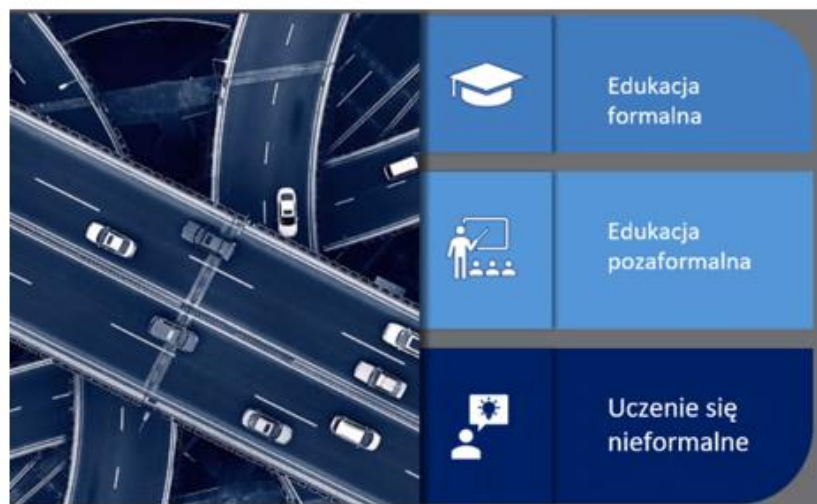 Edukacja
formalna
Edukacja
pozaformalna
Uczenie się
nieformalne